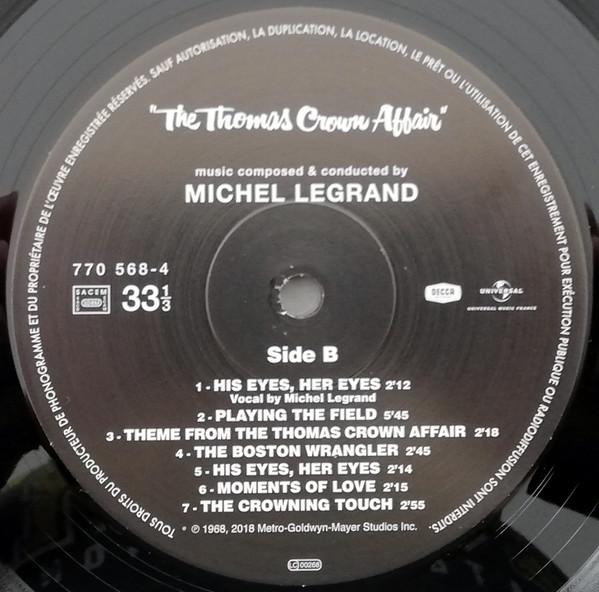 TOUS DROITS DU PRODUCTEUR DE PHONOGRAMME ET DU PROPRIÉTAIRE DE L'ŒUVRE ENREGISTRÉE RÉSERVÉS. SAUF AUTORISATION, LA DUPLICATION, LA LOCATION, LE PRÊT OU L'UTILISATION DE CET ENREGISTREMENT POUR EXÉCUTION PUBLIQUE OU RADIODIFFUSION SONT INTERDITS.
"The Thomas Crown Affair"
music composed & conducted by
MICHEL LEGRAND
770 568-4
SACEM
33 1/3
DECCA
UNIVERSAL
UNIVERSAL MUSIC FRANCE
Side B
1 - HIS EYES, HER EYES 2'12
Vocal by Michel Legrand
2 - PLAYING THE FIELD 5'45
3 - THEME FROM THE THOMAS CROWN AFFAIR 2'18
4 - THE BOSTON WRANGLER 2'45
5 - HIS EYES, HER EYES 2'14
6 - MOMENTS OF LOVE 2'15
7 - THE CROWNING TOUCH 2'55
• ℗ 1968, 2018 Metro-Goldwyn-Mayer Studios Inc. •
LC 00268